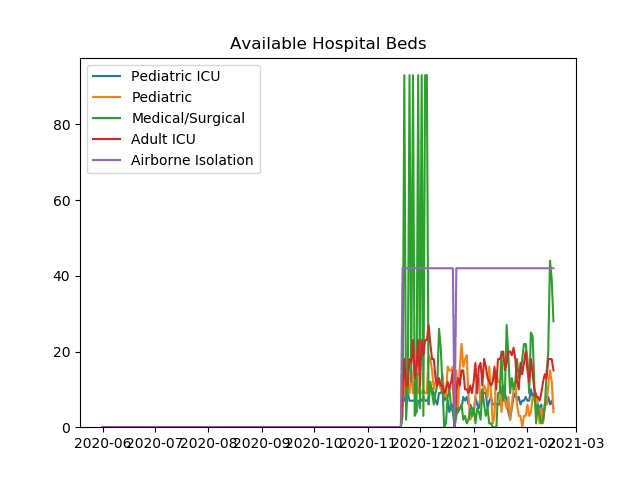 Available Hospital Beds
Pediatric ICU
Pediatric
Medical/Surgical
Adult ICU
Airborne Isolation
80
60
40
20
0
2020-06 2020-07 2020-08 2020-09 2020-10 2020-11 2020-12 2021-01 2021-02 2021-03